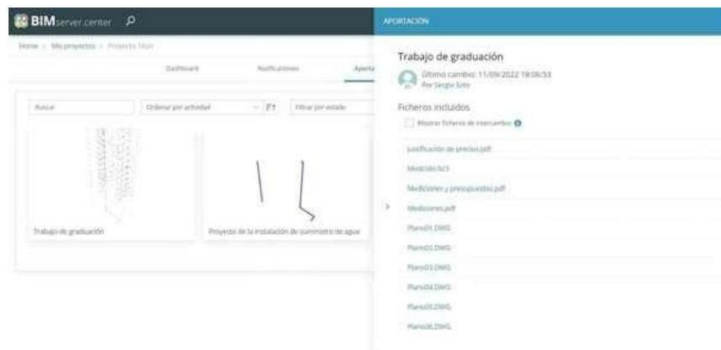 BIMserver.center
APORTACIÓN
Home > Mis proyectos > Proyecto Titan
Dashboard
Notificaciones
Aporta
Buscar
Ordenar por actividad
Filtrar por estado
Trabajo de graduación
Proyecto de la instalación de suministro de agua
Trabajo de graduación
Último cambio: 11/09/2022 18:06:53
Por Sergio Soto
Ficheros incluidos
Mostrar ficheros de intercambio
Justificación de precios.pdf
Medición.bc3
Mediciones y presupuestos.pdf
Mediciones.pdf
Plano01.DWG
Plano02.DWG
Plano03.DWG
Plano04.DWG
Plano05.DWG
Plano06.DWG